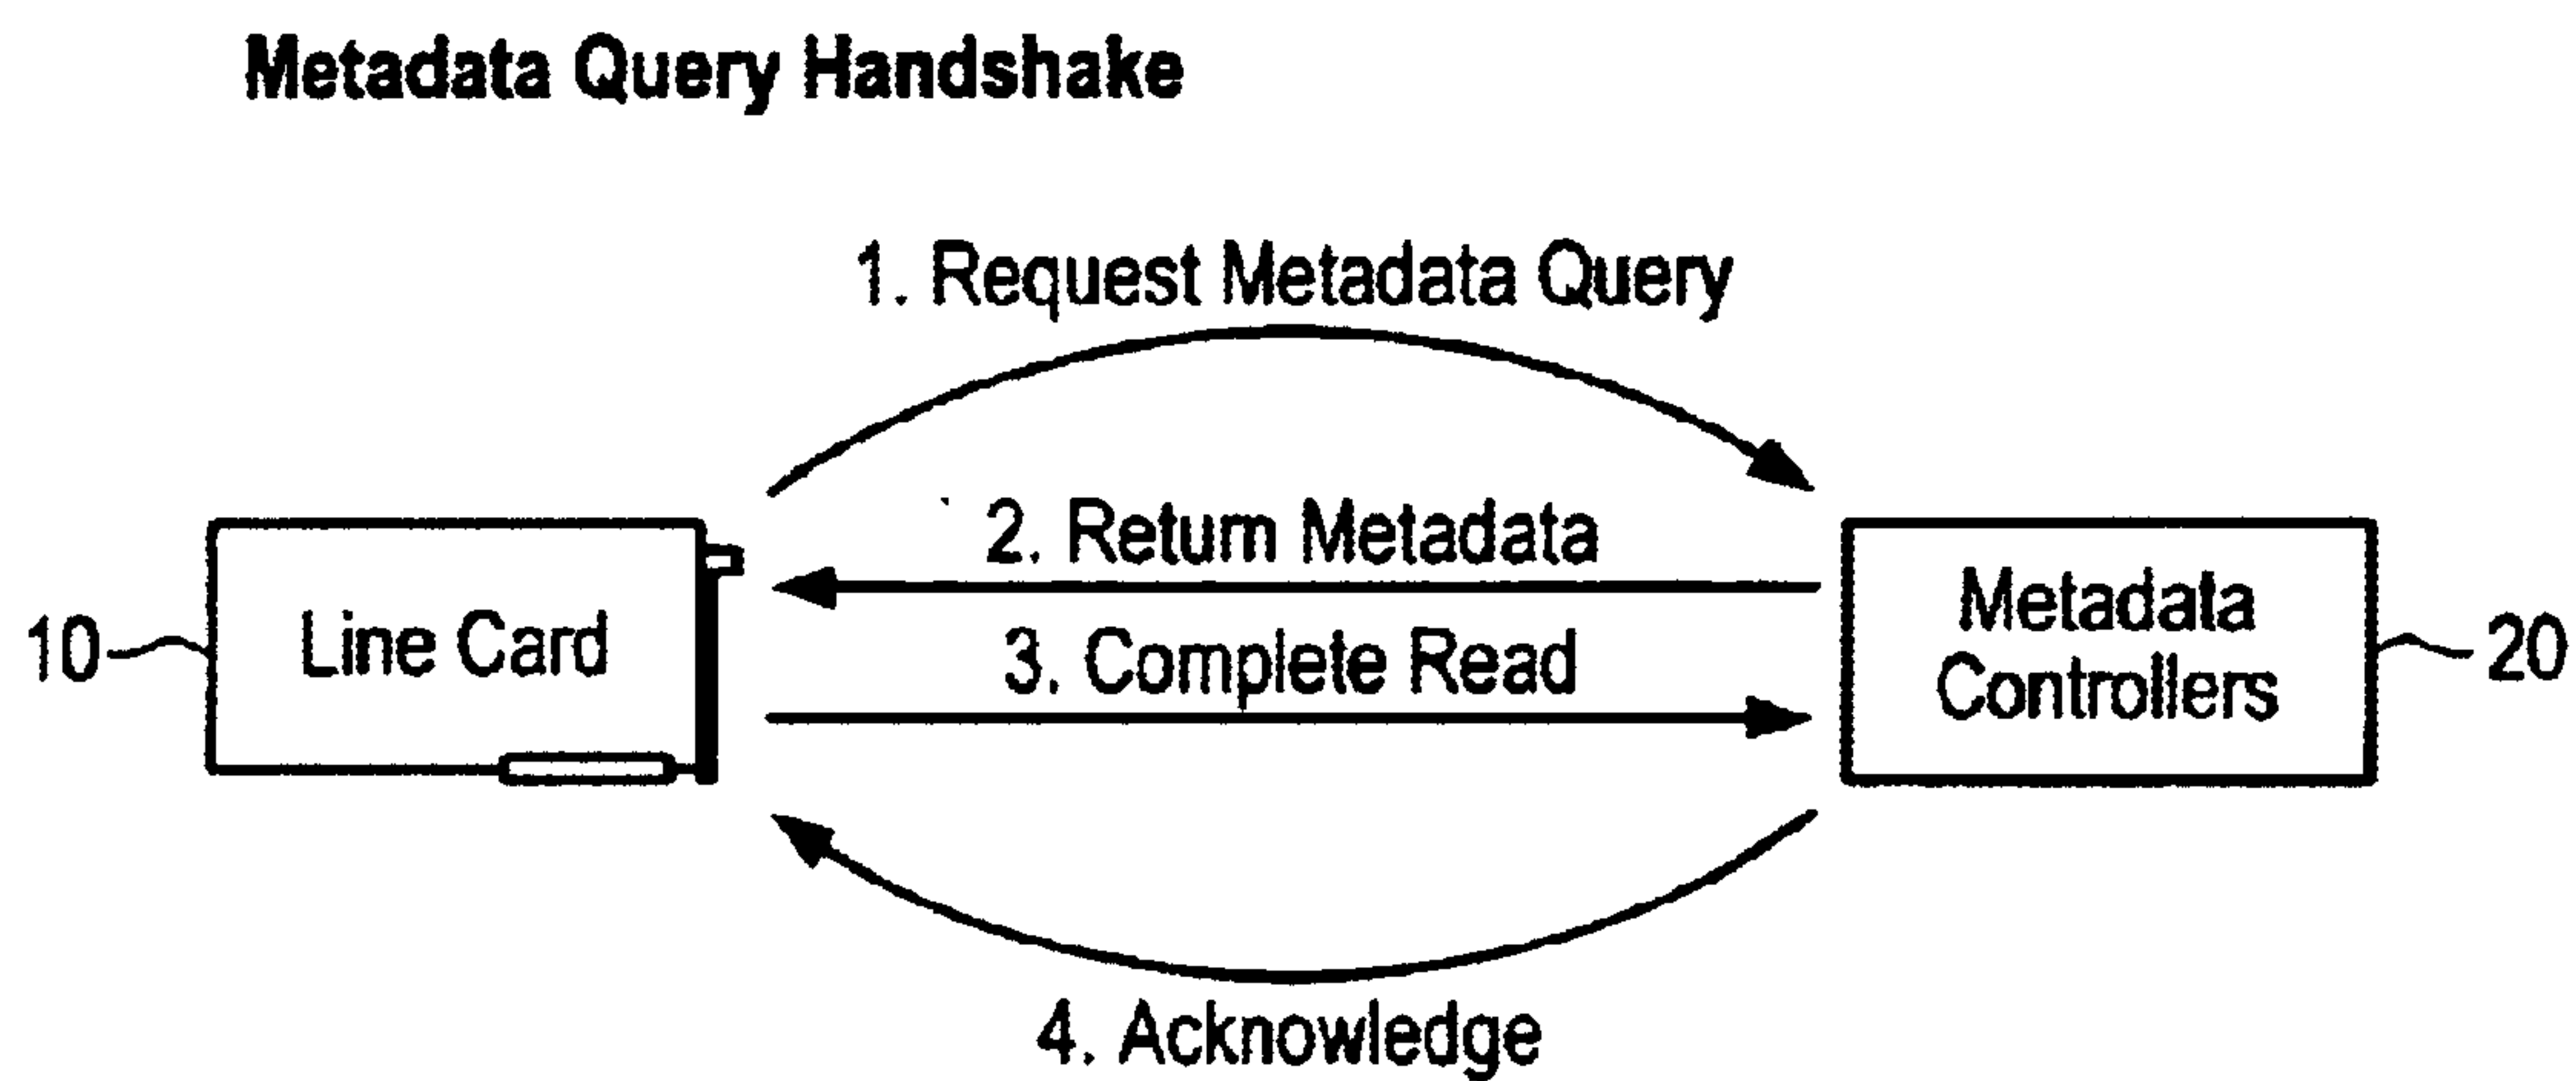 Metadata Query Handshake
1. Request Metadata Query
2. Return Metadata
3. Complete Read
10
Line Card
Metadata
Controllers
20
4. Acknowledge